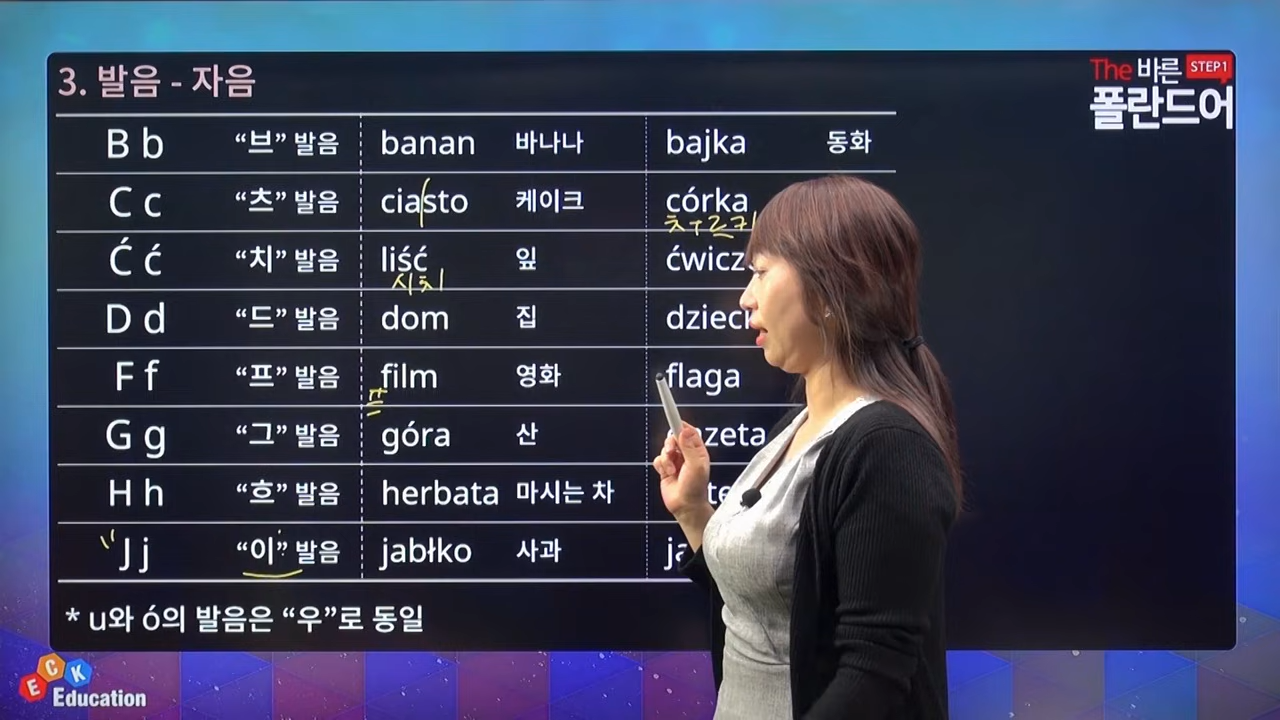 3. 발음 - 자음
The 바른 STEP1
폴란드어
B b “브” 발음 banan 바나나 bajka 동화
C c “츠” 발음 ciasto 케이크 córka
Ć ć “치” 발음 liść 잎
시치
D d “드” 발음 dom 집
F f “프” 발음 film 영화 flaga
G g “그” 발음 góra 산
H h “흐” 발음 herbata 마시는 차
J j “이” 발음 jabłko 사과
* u와 ó의 발음은 “우”로 동일
ECK
Education